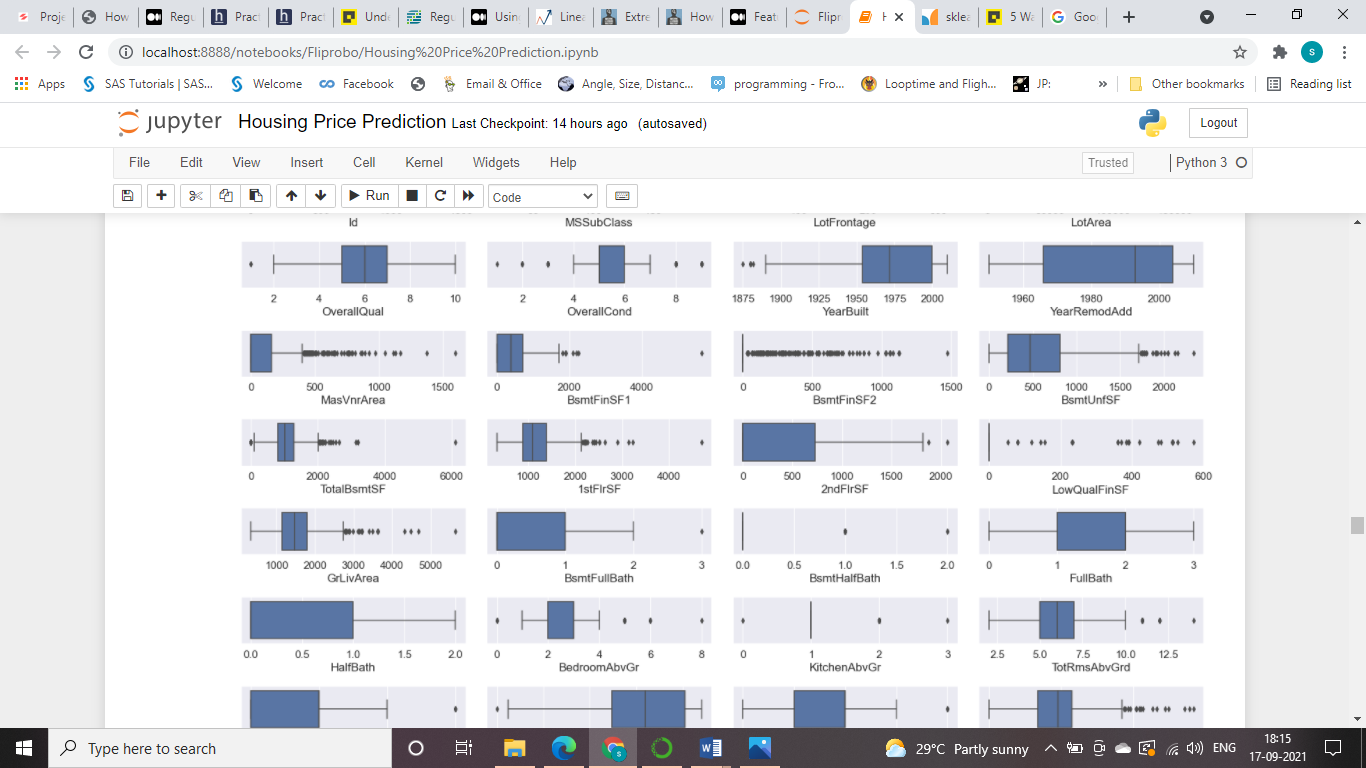 Proje How Regu Pract Pract Unde Regu Using Linea Extre How Featu Flipr H sklea 5 Wa Goo
localhost:8888/notebooks/Fliprobo/Housing%20Price%20Prediction.ipynb S
Apps SAS Tutorials | SAS... Welcome Facebook Email & Office Angle, Size, Distanc... programming - Fro... Looptime and Fligh... JP: » Other bookmarks Reading list
jupyter Housing Price Prediction Last Checkpoint: 14 hours ago (autosaved) Logout
File Edit View Insert Cell Kernel Widgets Help Trusted Python 3
Run Code
Id MSSubClass LotFrontage LotArea
2 4 6 8 10 2 4 6 8 1875 1900 1925 1950 1975 2000 1960 1980 2000
OverallQual OverallCond YearBuilt YearRemodAdd
0 500 1000 1500 0 2000 4000 0 500 1000 1500 0 500 1000 1500 2000
MasVnrArea BsmtFinSF1 BsmtFinSF2 BsmtUnfSF
0 2000 4000 6000 1000 2000 3000 4000 0 500 1000 1500 2000 0 200 400 600
TotalBsmtSF 1stFlrSF 2ndFlrSF LowQualFinSF
1000 2000 3000 4000 5000 0 1 2 3 0.0 0.5 1.0 1.5 2.0 0 1 2 3
GrLivArea BsmtFullBath BsmtHalfBath FullBath
0.0 0.5 1.0 1.5 2.0 0 2 4 6 8 0 1 2 3 2.5 5.0 7.5 10.0 12.5
HalfBath BedroomAbvGr KitchenAbvGr TotRmsAbvGrd
Type here to search 29°C Partly sunny ENG 18:15
17-09-2021